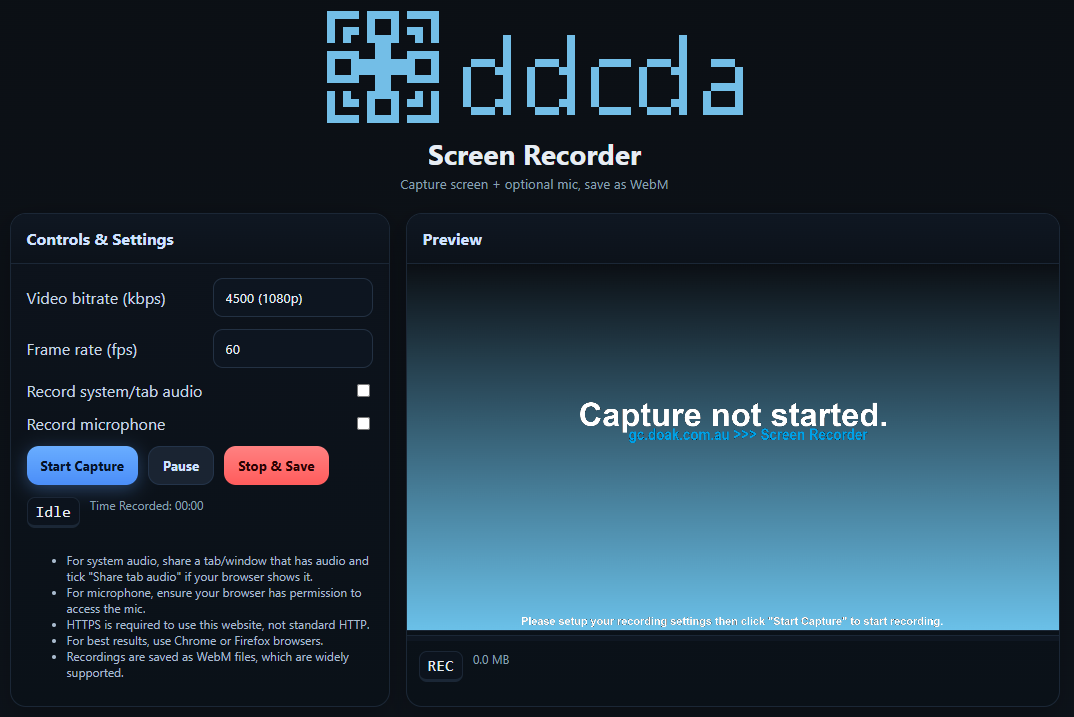 ddcda
Screen Recorder
Capture screen + optional mic, save as WebM
Controls & Settings
Video bitrate (kbps)
4500 (1080p)
Frame rate (fps)
60
Record system/tab audio
Record microphone
Start Capture
Pause
Stop & Save
Idle
Time Recorded: 00:00
• For system audio, share a tab/window that has audio and
tick "Share tab audio" if your browser shows it.
• For microphone, ensure your browser has permission to
access the mic.
• HTTPS is required to use this website, not standard HTTP.
• For best results, use Chrome or Firefox browsers.
• Recordings are saved as WebM files, which are widely
supported.
Preview
Capture not started.
gc.doak.com.au >>> Screen Recorder
Please setup your recording settings then click "Start Capture" to start recording.
REC
0.0 MB